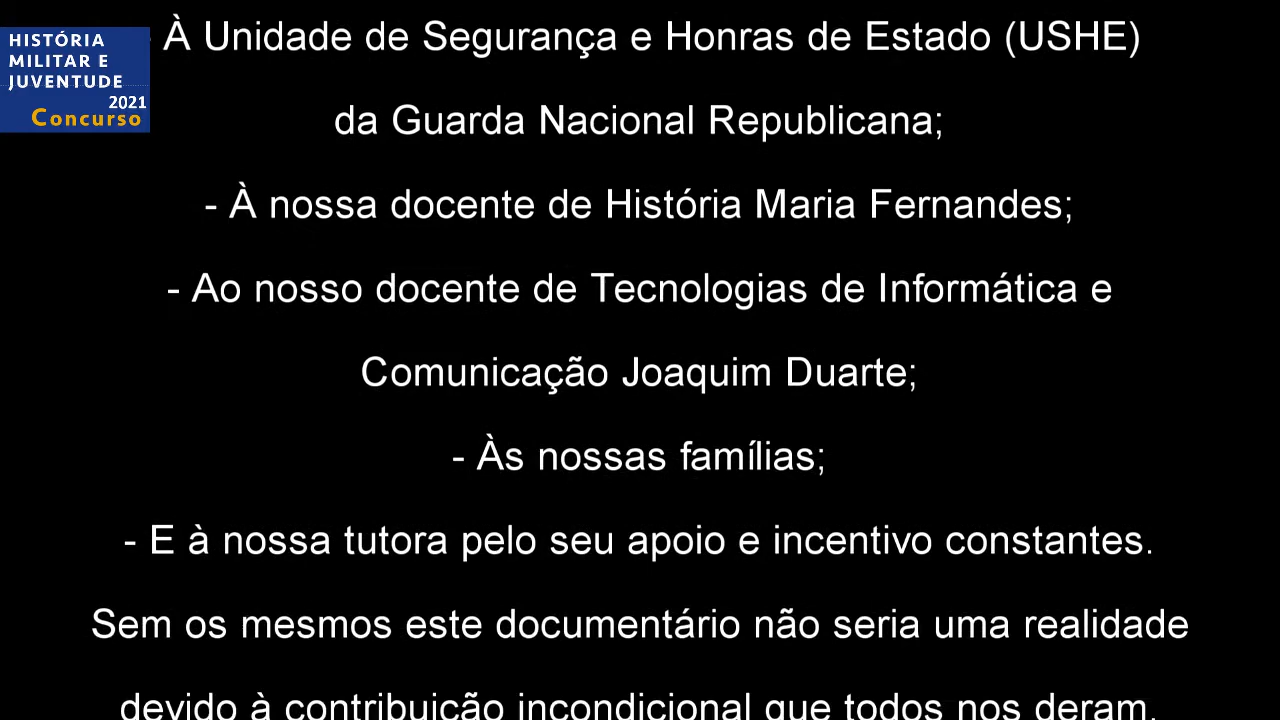 HISTÓRIA
MILITAR E
JUVENTUDE
2021
Concurso
- À Unidade de Segurança e Honras de Estado (USHE)
da Guarda Nacional Republicana;
- À nossa docente de História Maria Fernandes;
- Ao nosso docente de Tecnologias de Informática e
Comunicação Joaquim Duarte;
- Às nossas famílias;
- E à nossa tutora pelo seu apoio e incentivo constantes.
Sem os mesmos este documentário não seria uma realidade
devido à contribuição incondicional que todos nos deram.